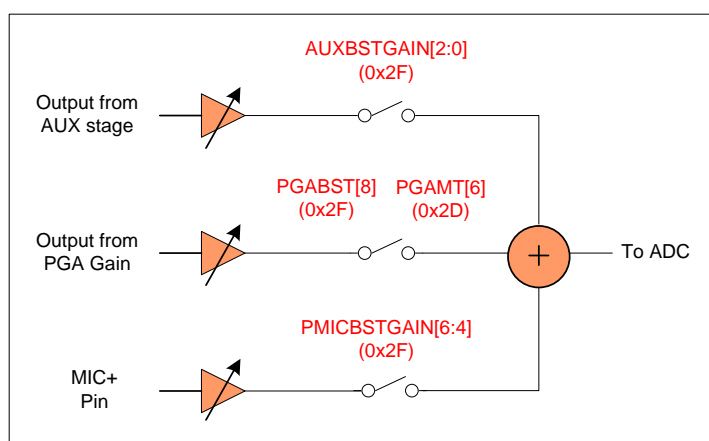 AUXBSTGAIN[2:0]
(0x2F)
Output from
AUX stage
PGABST[8]
(0x2F)
PGAMT[6]
(0x2D)
Output from
PGA Gain
+
To ADC
PMICBSTGAIN[6:4]
(0x2F)
MIC+
Pin